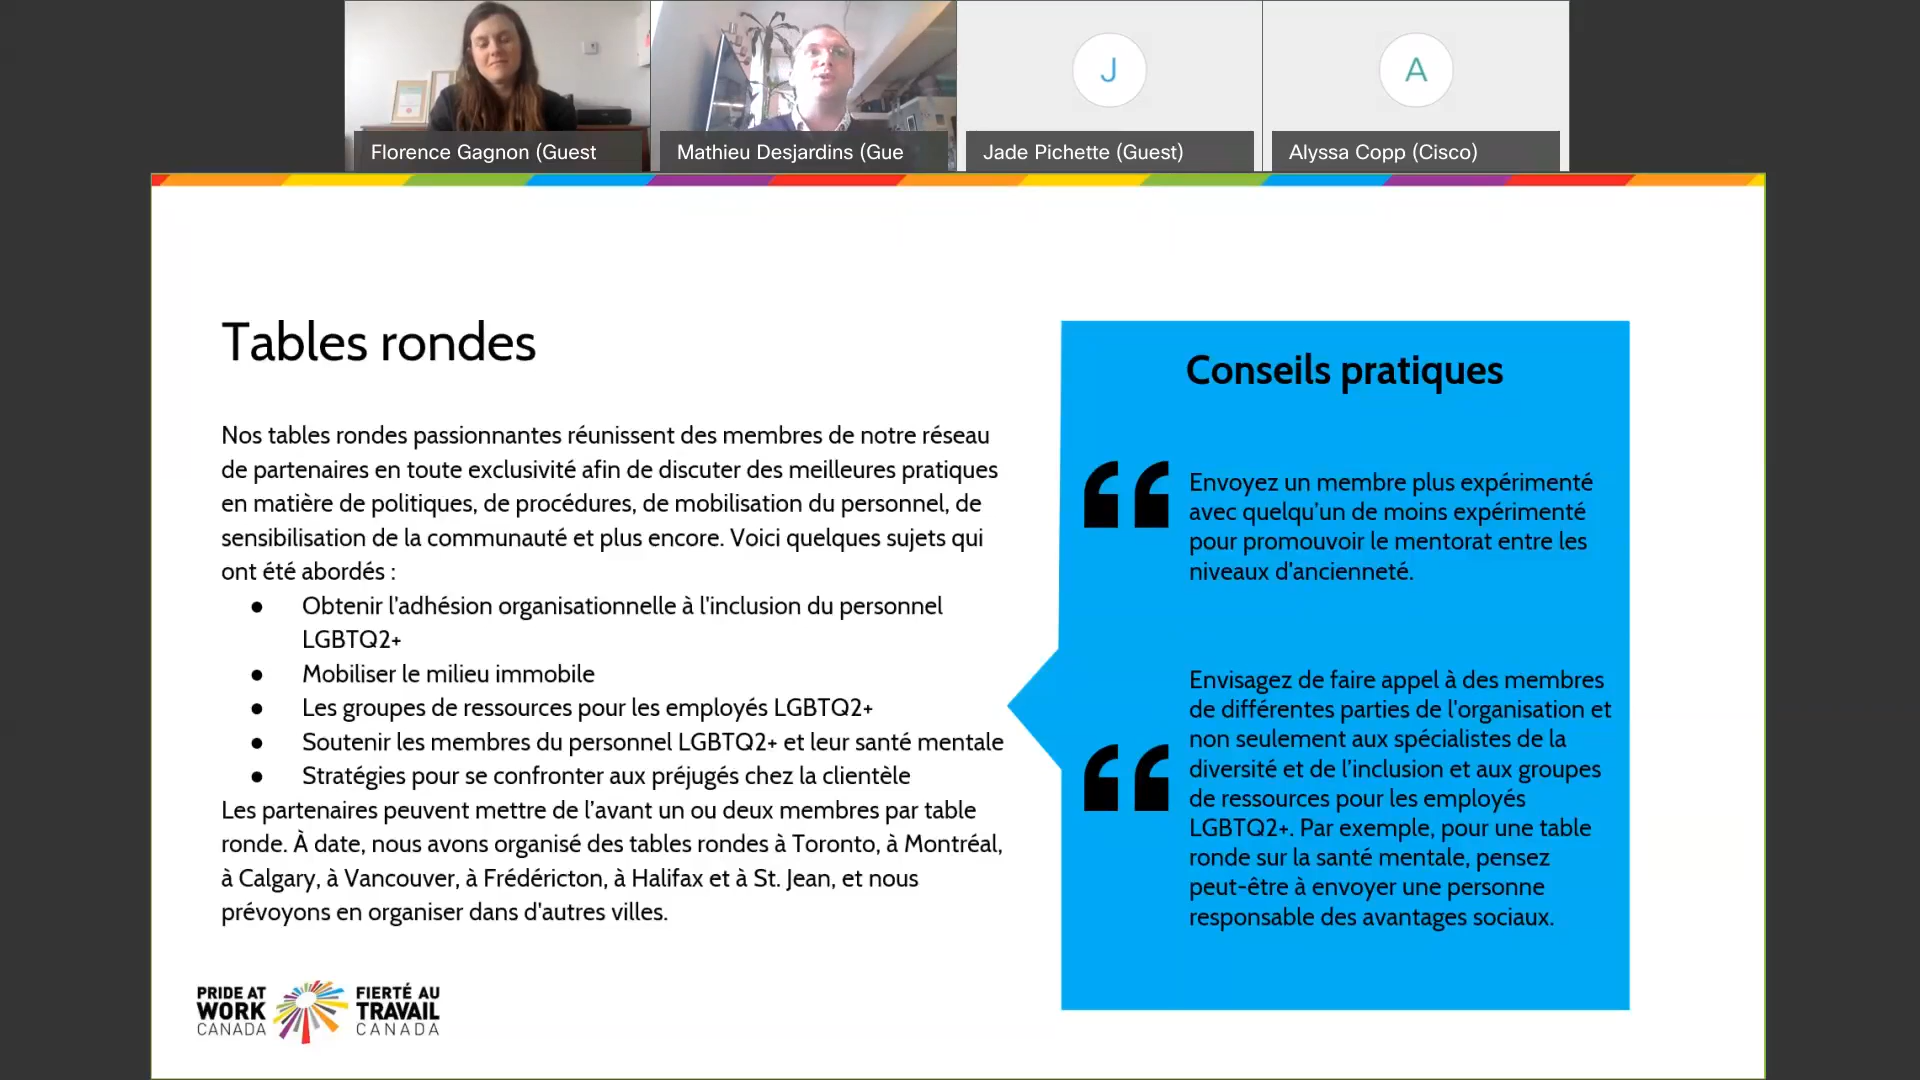 Florence Gagnon (Guest
Mathieu Desjardins (Gue
J
Jade Pichette (Guest)
A
Alyssa Copp (Cisco)
Tables rondes
Nos tables rondes passionnantes réunissent des membres de notre réseau
de partenaires en toute exclusivité afin de discuter des meilleures pratiques
en matière de politiques, de procédures, de mobilisation du personnel, de
sensibilisation de la communauté et plus encore. Voici quelques sujets qui
ont été abordés :
● Obtenir l'adhésion organisationnelle à l'inclusion du personnel
LGBTQ2+
● Mobiliser le milieu immobile
● Les groupes de ressources pour les employés LGBTQ2+
● Soutenir les membres du personnel LGBTQ2+ et leur santé mentale
● Stratégies pour se confronter aux préjugés chez la clientèle
Les partenaires peuvent mettre de l’avant un ou deux membres par table
ronde. À date, nous avons organisé des tables rondes à Toronto, à Montréal,
à Calgary, à Vancouver, à Frédéricton, à Halifax et à St. Jean, et nous
prévoyons en organiser dans d'autres villes.
Conseils pratiques
“ Envoyez un membre plus expérimenté
avec quelqu'un de moins expérimenté
pour promouvoir le mentorat entre les
niveaux d'ancienneté.
“ Envisagez de faire appel à des membres
de différentes parties de l'organisation et
non seulement aux spécialistes de la
diversité et de l’inclusion et aux groupes
de ressources pour les employés
LGBTQ2+. Par exemple, pour une table
ronde sur la santé mentale, pensez
peut-être à envoyer une personne
responsable des avantages sociaux.
PRIDE AT
WORK
CANADA
FIERTÉ AU
TRAVAIL
CANADA